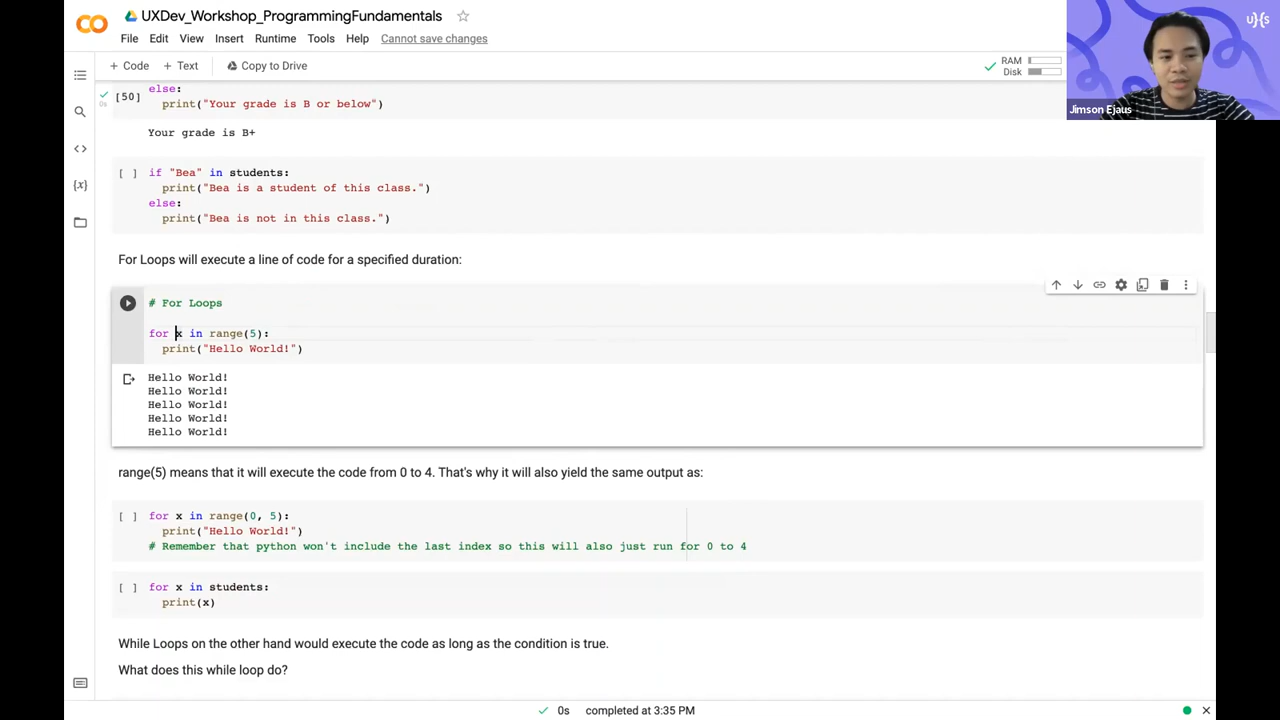 UXDev_Workshop_ProgrammingFundamentals
File Edit View Insert Runtime Tools Help Cannot save changes
+ Code + Text Copy to Drive
RAM
Disk
u}{s
Jimson Ejaus
else:
[50] print("Your grade is B or below")
0s
Your grade is B+
[ ] if "Bea" in students:
print("Bea is a student of this class.")
else:
print("Bea is not in this class.")
For Loops will execute a line of code for a specified duration:
# For Loops
for x in range(5):
print("Hello World!")
Hello World!
Hello World!
Hello World!
Hello World!
Hello World!
range(5) means that it will execute the code from 0 to 4. That's why it will also yield the same output as:
[ ] for x in range(0, 5):
print("Hello World!")
# Remember that python won't include the last index so this will also just run for 0 to 4
[ ] for x in students:
print(x)
While Loops on the other hand would execute the code as long as the condition is true.
What does this while loop do?
0s completed at 3:35 PM